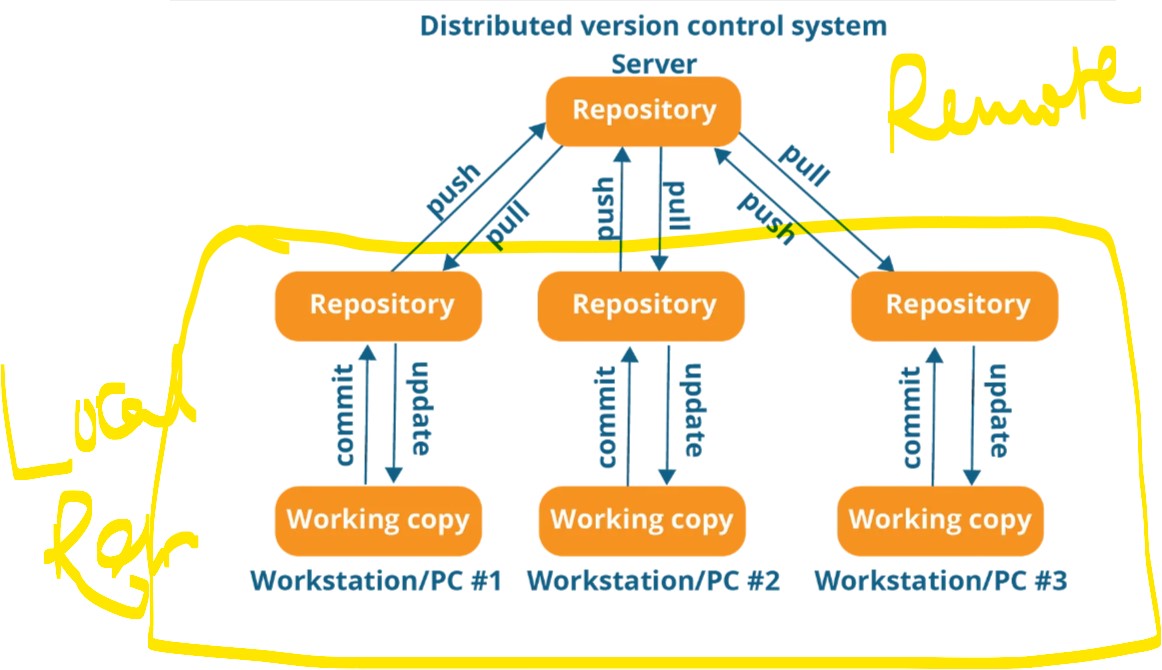 Distributed version control system
Server
Remote
Repository
push
pull
push
pull
push
pull
Local
Repository
Repository
Repository
commit
update
commit
update
commit
update
Working copy
Working copy
Working copy
Workstation/PC #1
Workstation/PC #2
Workstation/PC #3